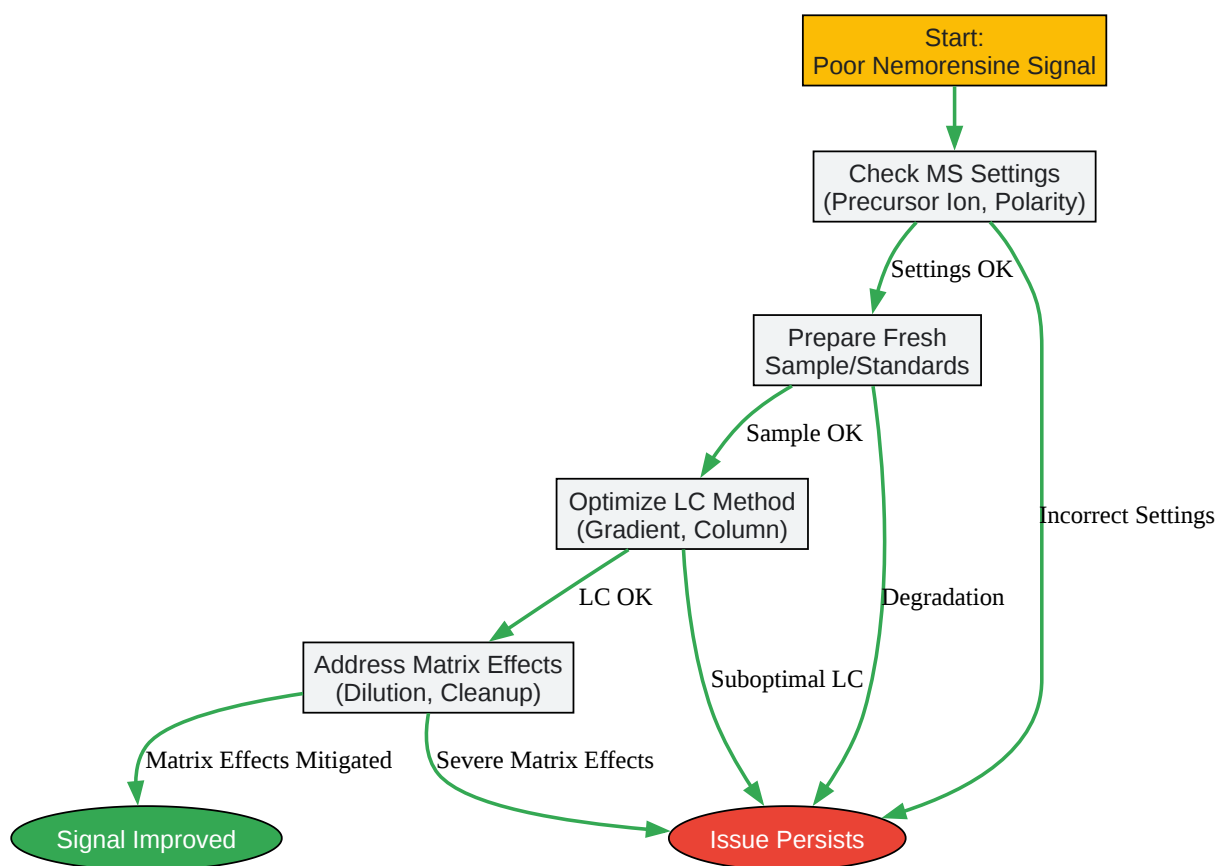 Start:
Poor Nemorensine Signal
Check MS Settings
(Precursor Ion, Polarity)
Settings OK
Prepare Fresh
Sample/Standards
Sample OK
Optimize LC Method
(Gradient, Column)
Incorrect Settings
LC OK
Degradation
Address Matrix Effects
(Dilution, Cleanup)
Suboptimal LC
Matrix Effects Mitigated
Severe Matrix Effects
Signal Improved
Issue Persists